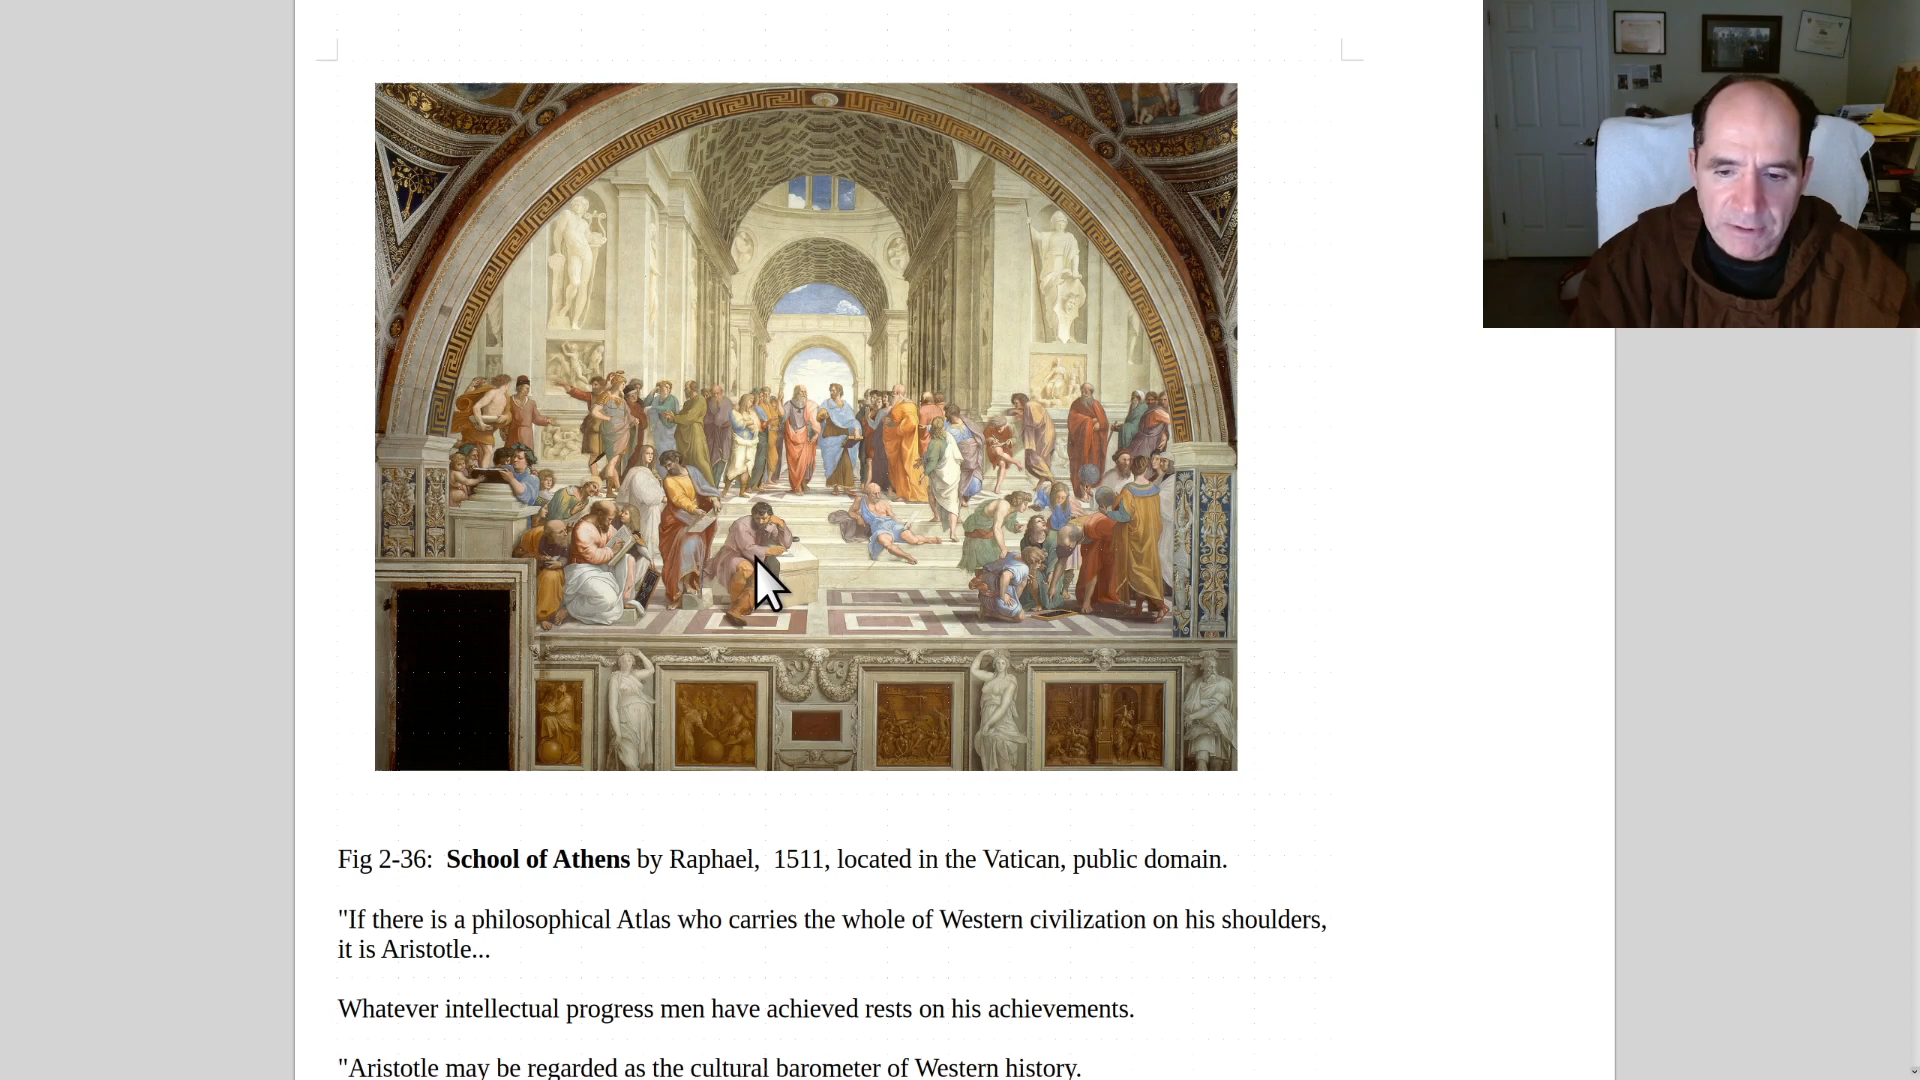 Fig 2-36:  School of Athens by Raphael,  1511, located in the Vatican, public domain.
"If there is a philosophical Atlas who carries the whole of Western civilization on his shoulders,
it is Aristotle...
Whatever intellectual progress men have achieved rests on his achievements.
"Aristotle may be regarded as the cultural barometer of Western history.